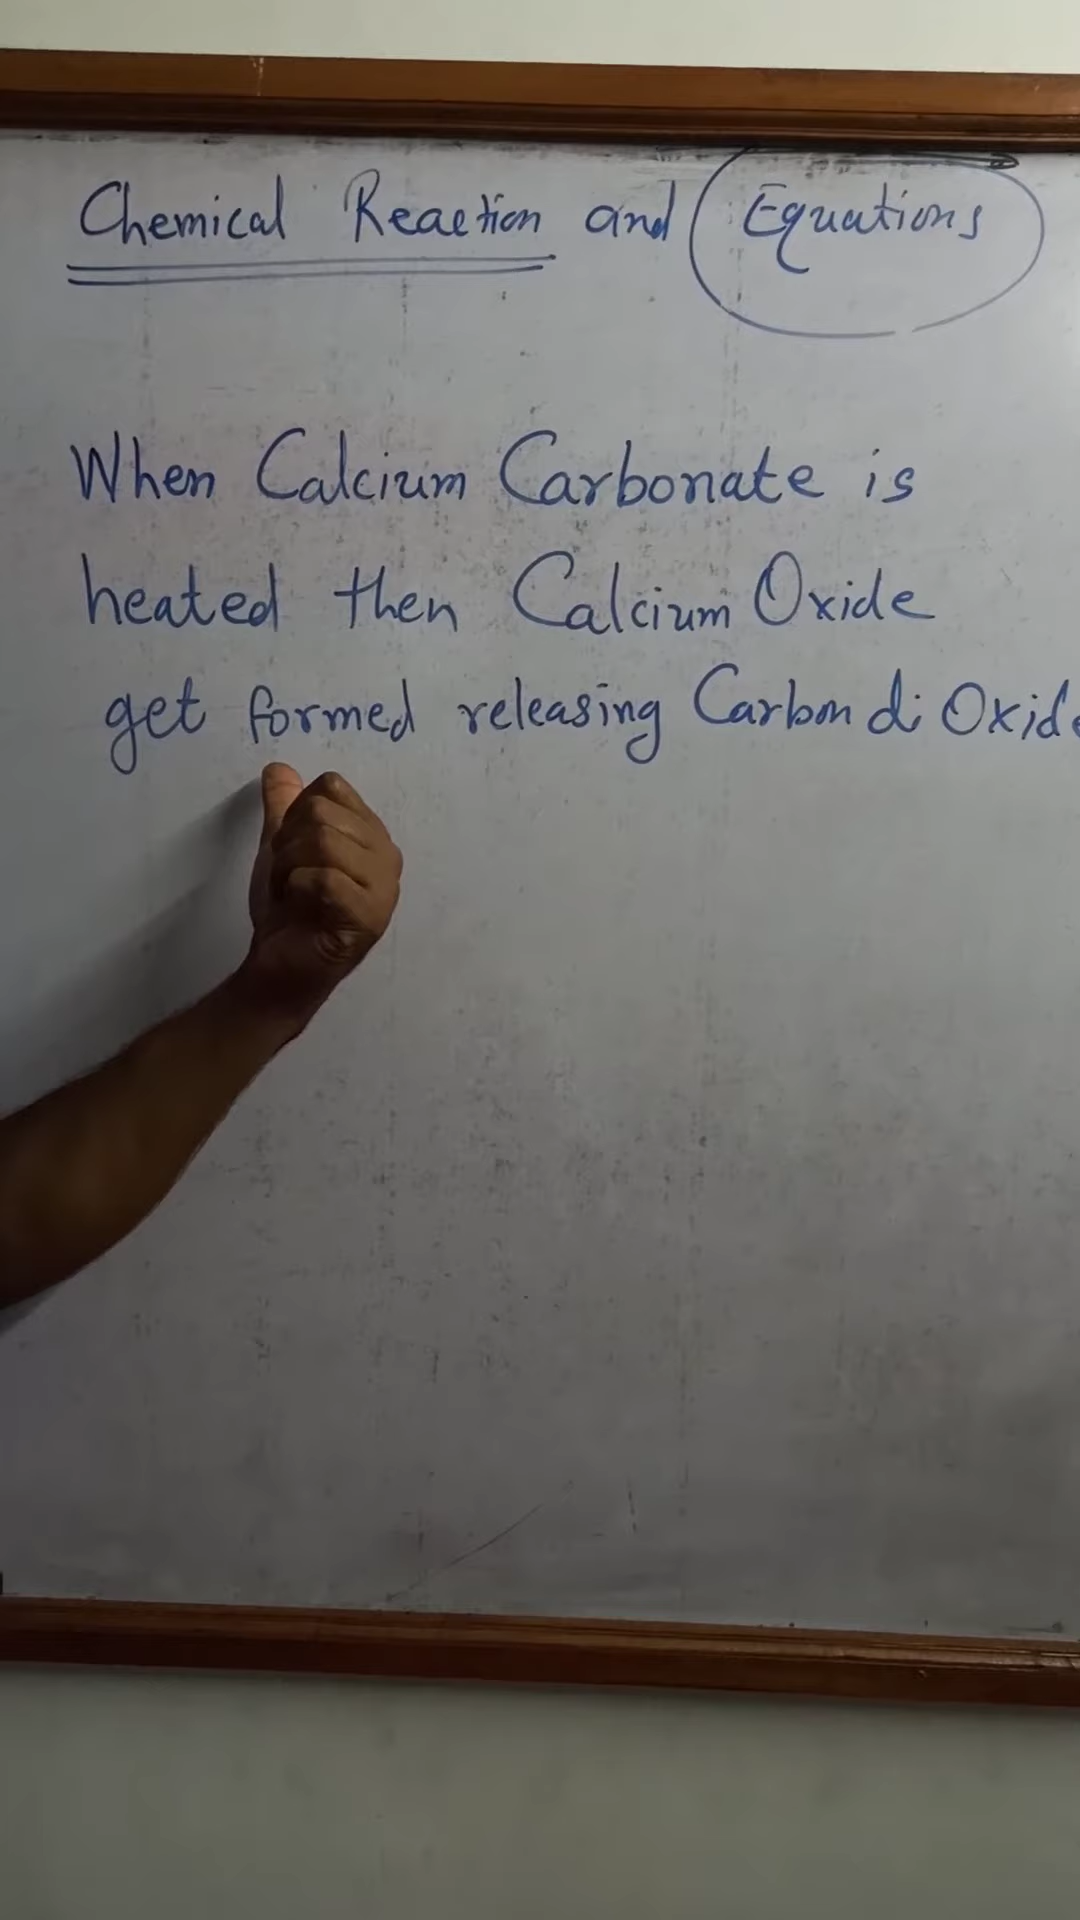 Chemical Reaction and Equations
When Calcium Carbonate is
heated then Calcium Oxide
get formed releasing Carbon di Oxide